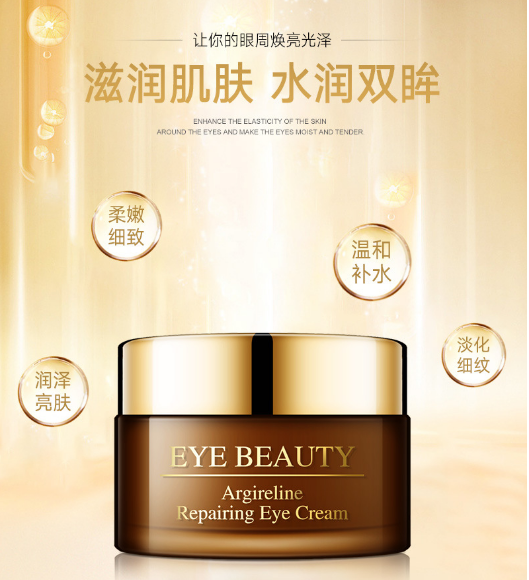 让你的眼周焕亮光泽
滋润肌肤 水润双眸
ENHANCE THE ELASTICITY OF THE SKIN
AROUND THE EYES AND MAKE THE EYES MOIST AND TENDER
柔嫩
细致
温和
补水
淡化
细纹
润泽
亮肤
EYE BEAUTY
Argireline
Repairing Eye Cream